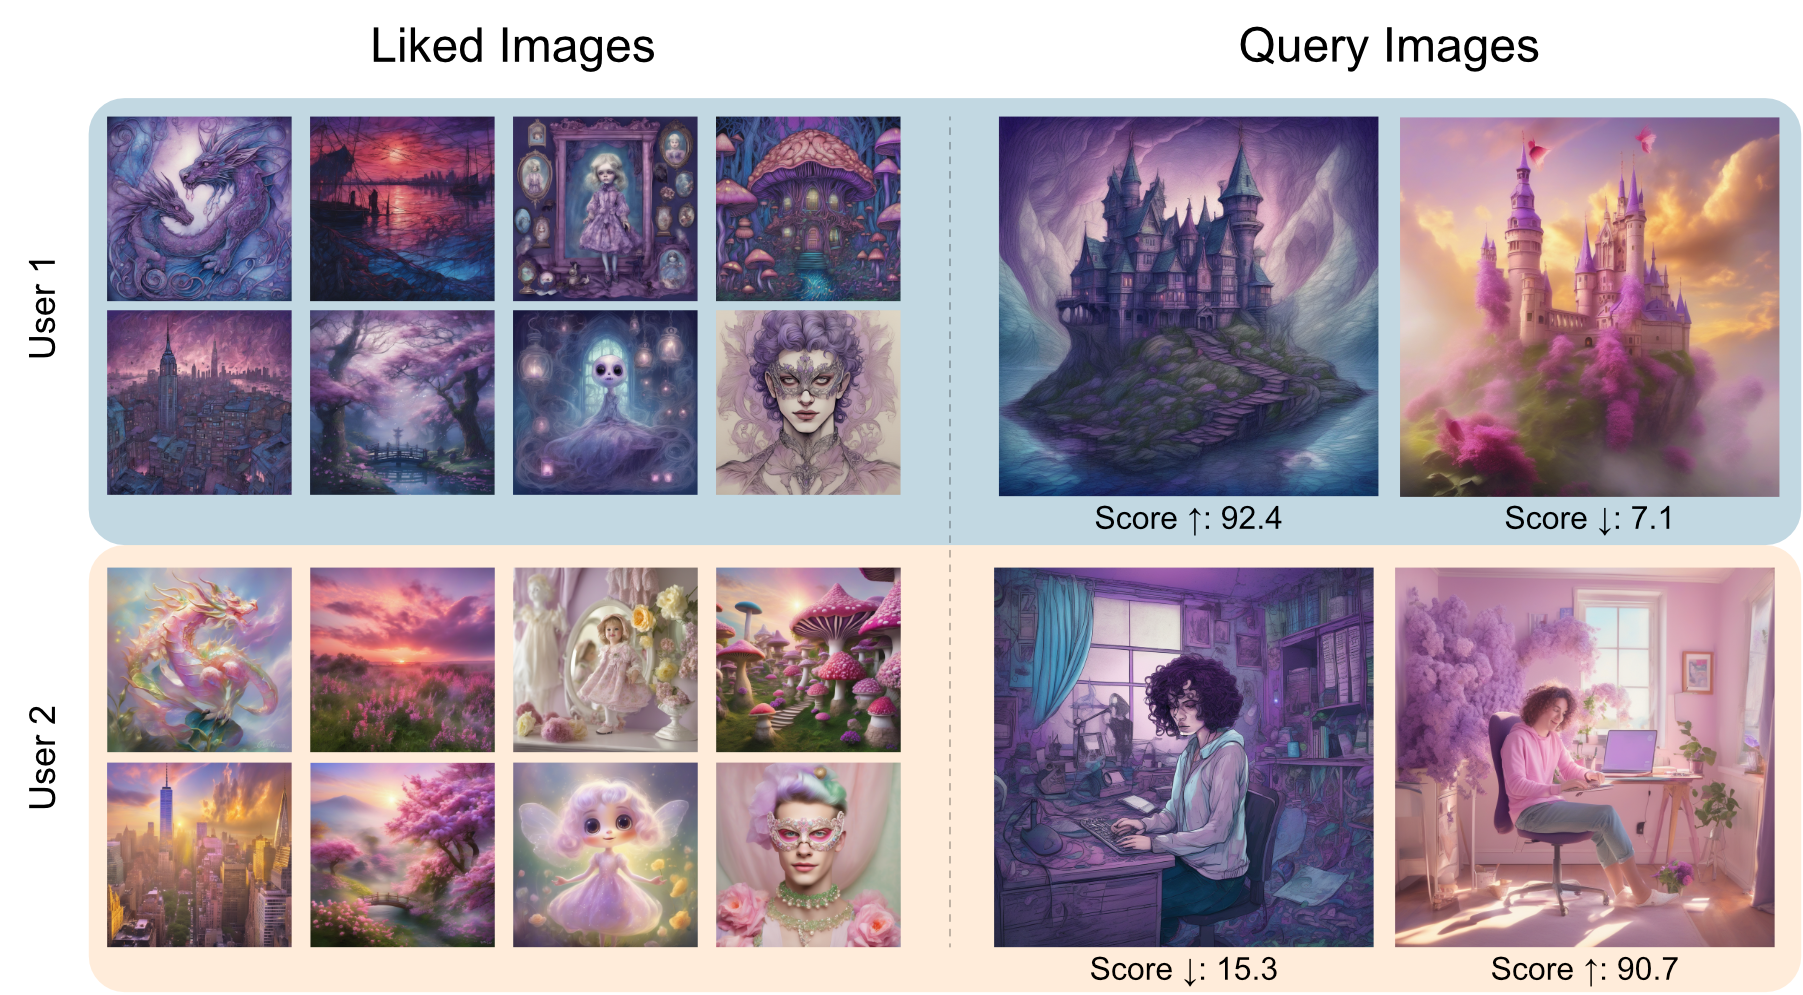 Liked Images
Query Images
User 1
Score ↑: 92.4
Score ↓: 7.1
User 2
Score ↓: 15.3
Score ↑: 90.7